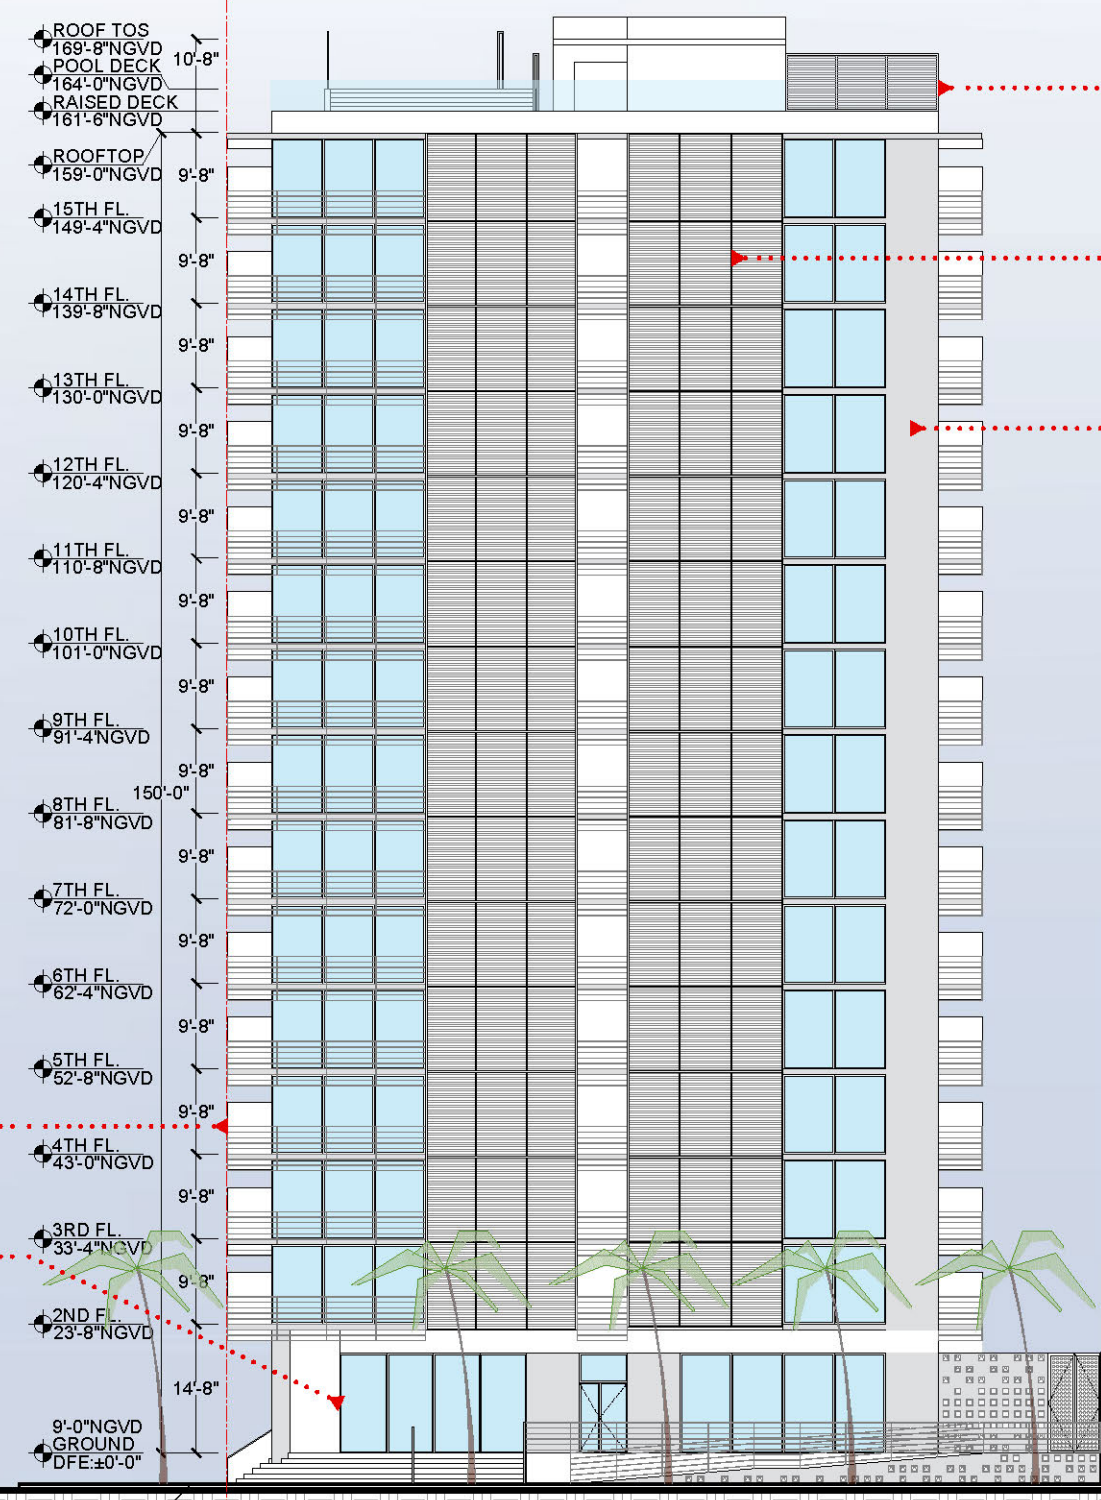 ROOF TOS
169'-8"NGVD
10'-8"
POOL DECK
164'-0"NGVD
RAISED DECK
161'-6"NGVD
ROOFTOP
159'-0"NGVD
9'-8"
15TH FL.
149'-4"NGVD
9'-8"
14TH FL.
139'-8"NGVD
9'-8"
13TH FL.
130'-0"NGVD
9'-8"
12TH FL.
120'-4"NGVD
9'-8"
11TH FL.
110'-8"NGVD
9'-8"
10TH FL.
101'-0"NGVD
9'-8"
9TH FL.
91'-4'NGVD
9'-8"
150'-0"
8TH FL.
81'-8"NGVD
9'-8"
7TH FL.
72'-0"NGVD
9'-8"
6TH FL.
62'-4"NGVD
9'-8"
5TH FL.
52'-8"NGVD
9'-8"
4TH FL.
43'-0"NGVD
9'-8"
3RD FL.
33'-4"NGVD
9'-8"
2ND FL.
23'-8"NGVD
14'-8"
9'-0"NGVD
GROUND
DFE:±0'-0"